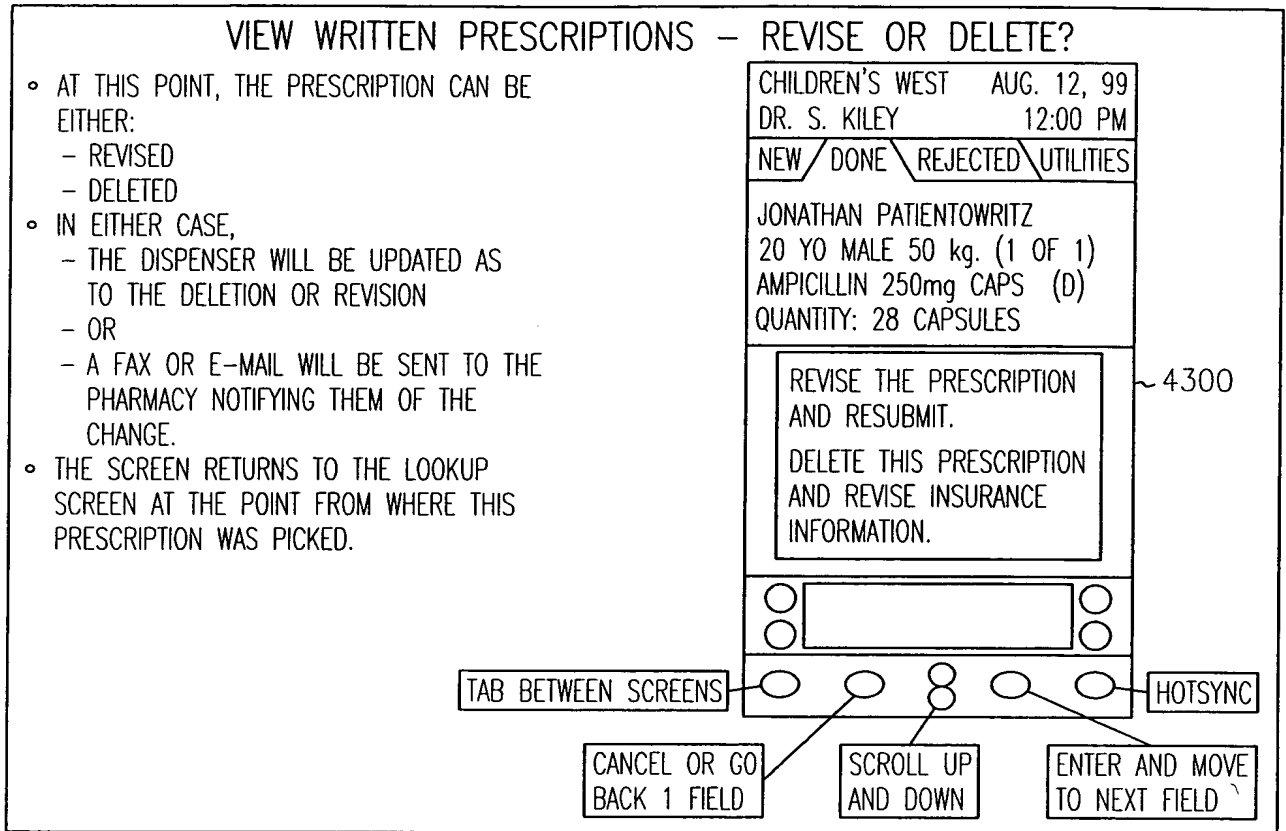 VIEW WRITTEN PRESCRIPTIONS – REVISE OR DELETE?
∘ AT THIS POINT, THE PRESCRIPTION CAN BE
EITHER:
– REVISED
– DELETED
∘ IN EITHER CASE,
– THE DISPENSER WILL BE UPDATED AS
TO THE DELETION OR REVISION
– OR
– A FAX OR E-MAIL WILL BE SENT TO THE
PHARMACY NOTIFYING THEM OF THE
CHANGE.
∘ THE SCREEN RETURNS TO THE LOOKUP
SCREEN AT THE POINT FROM WHERE THIS
PRESCRIPTION WAS PICKED.
CHILDREN'S WEST AUG. 12, 99
DR. S. KILEY 12:00 PM
NEW DONE REJECTED UTILITIES
JONATHAN PATIENTOWRITZ
20 YO MALE 50 kg. (1 OF 1)
AMPICILLIN 250mg CAPS (D)
QUANTITY: 28 CAPSULES
REVISE THE PRESCRIPTION
AND RESUBMIT.
DELETE THIS PRESCRIPTION
AND REVISE INSURANCE
INFORMATION.
4300
TAB BETWEEN SCREENS
HOTSYNC
CANCEL OR GO
BACK 1 FIELD
SCROLL UP
AND DOWN
ENTER AND MOVE
TO NEXT FIELD